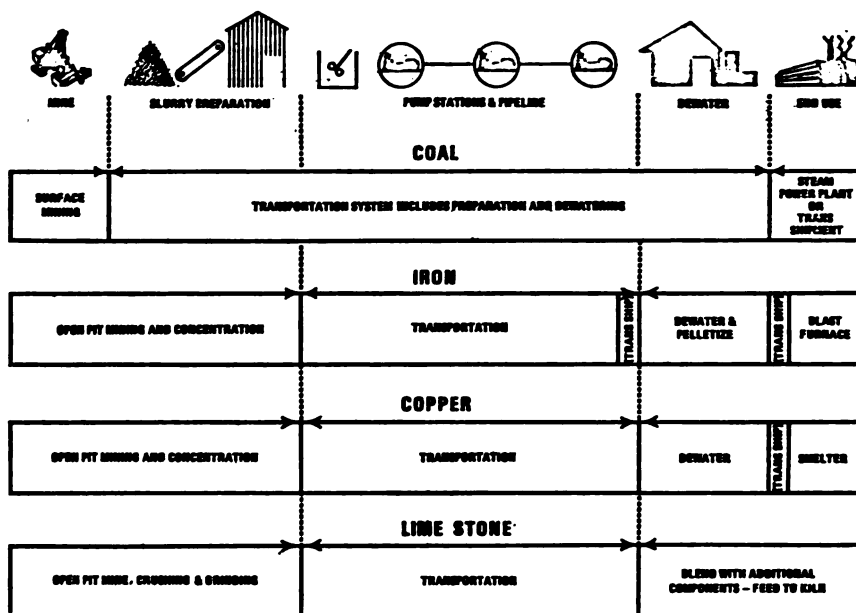 MINE
SLURRY PREPARATION
PUMP STATIONS & PIPELINE
DEWATER
END USE
COAL
SURFACE
MINING
TRANSPORTATION SYSTEM INCLUDES PREPARATION AND DEWATERING
STEAM
POWER PLANT
OR
TRANS
SHIPMENT
IRON
OPEN PIT MINING AND CONCENTRATION
TRANSPORTATION
TRANS SHIP
DEWATER &
PELLETIZE
TRANS SHIP
BLAST
FURNACE
COPPER
OPEN PIT MINING AND CONCENTRATION
TRANSPORTATION
DEWATER
TRANS SHIP
SMELTER
LIME STONE
OPEN PIT MINE, CRUSHING & GRINDING
TRANSPORTATION
BLEND WITH ADDITIONAL
COMPONENTS – FEED TO KILN